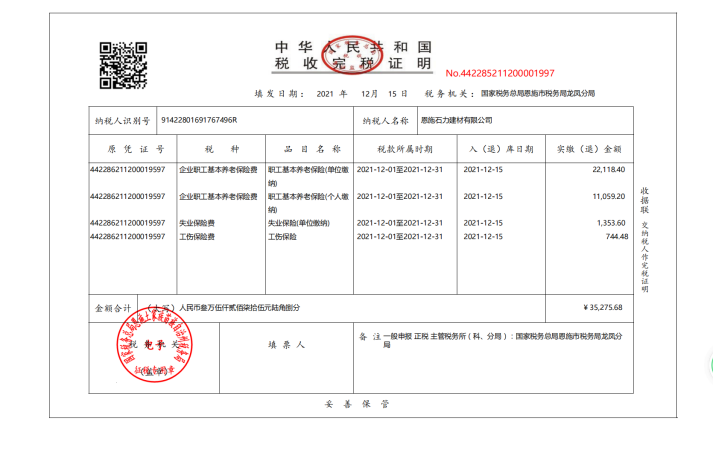 中华人民共和国
税收完税证明
No.442285211200001997
填发日期： 2021 年 12月 15 日 税务机关：国家税务总局恩施市税务局龙凤分局
纳税人识别号 91422801691767496R 纳税人名称 恩施石力建材有限公司
原凭证号 税种 品目名称 税款所属时期 入（退）库日期 实缴（退）金额
442286211200019597 企业职工基本养老保险费 职工基本养老保险(单位缴纳) 2021-12-01至2021-12-31 2021-12-15 22,118.40
442286211200019597 企业职工基本养老保险费 职工基本养老保险(个人缴纳) 2021-12-01至2021-12-31 2021-12-15 11,059.20
442286211200019597 失业保险费 失业保险(单位缴纳) 2021-12-01至2021-12-31 2021-12-15 1,353.60
442286211200019597 工伤保险费 工伤保险 2021-12-01至2021-12-31 2021-12-15 744.48
金额合计 （大写）人民币叁万伍仟贰佰柒拾伍元陆角捌分 ￥35,275.68
税务机关
（盖章）
填票人
备注 一般申报 正税 主管税务所（科、分局）：国家税务总局恩施市税务局龙凤分
局
收据联 交纳税人作完税证明
妥善保管